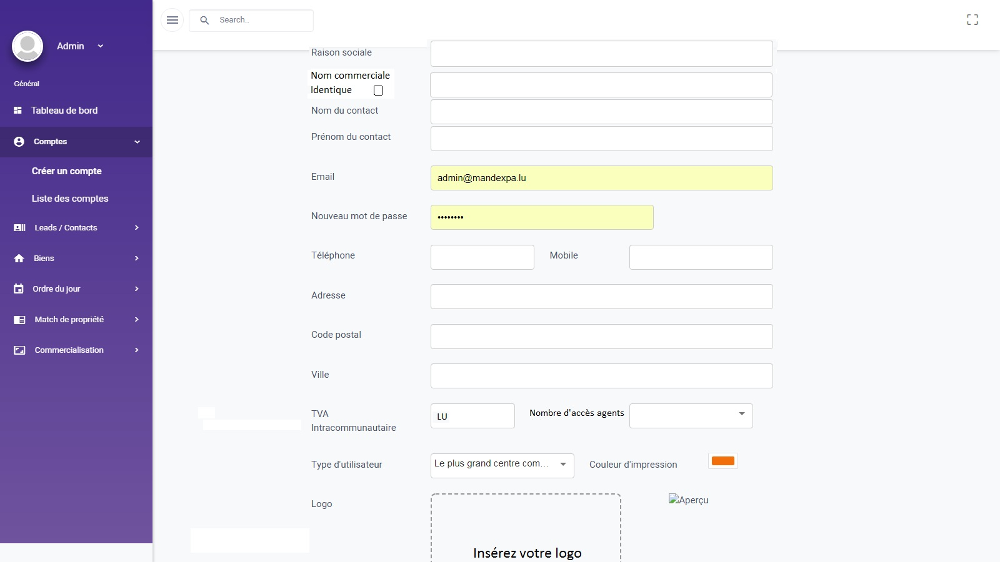 Admin
Général
Tableau de bord
Comptes
Créer un compte
Liste des comptes
Leads / Contacts
Biens
Ordre du jour
Match de propriété
Commercialisation
Search..
Raison sociale
Nom commerciale
Identique
Nom du contact
Prénom du contact
Email
admin@mandexpa.lu
Nouveau mot de passe
••••••••
Téléphone
Mobile
Adresse
Code postal
Ville
TVA
Intracommunautaire
LU
Nombre d'accès agents
Type d'utilisateur
Le plus grand centre com...
Couleur d'impression
Logo
Insérez votre logo
Aperçu